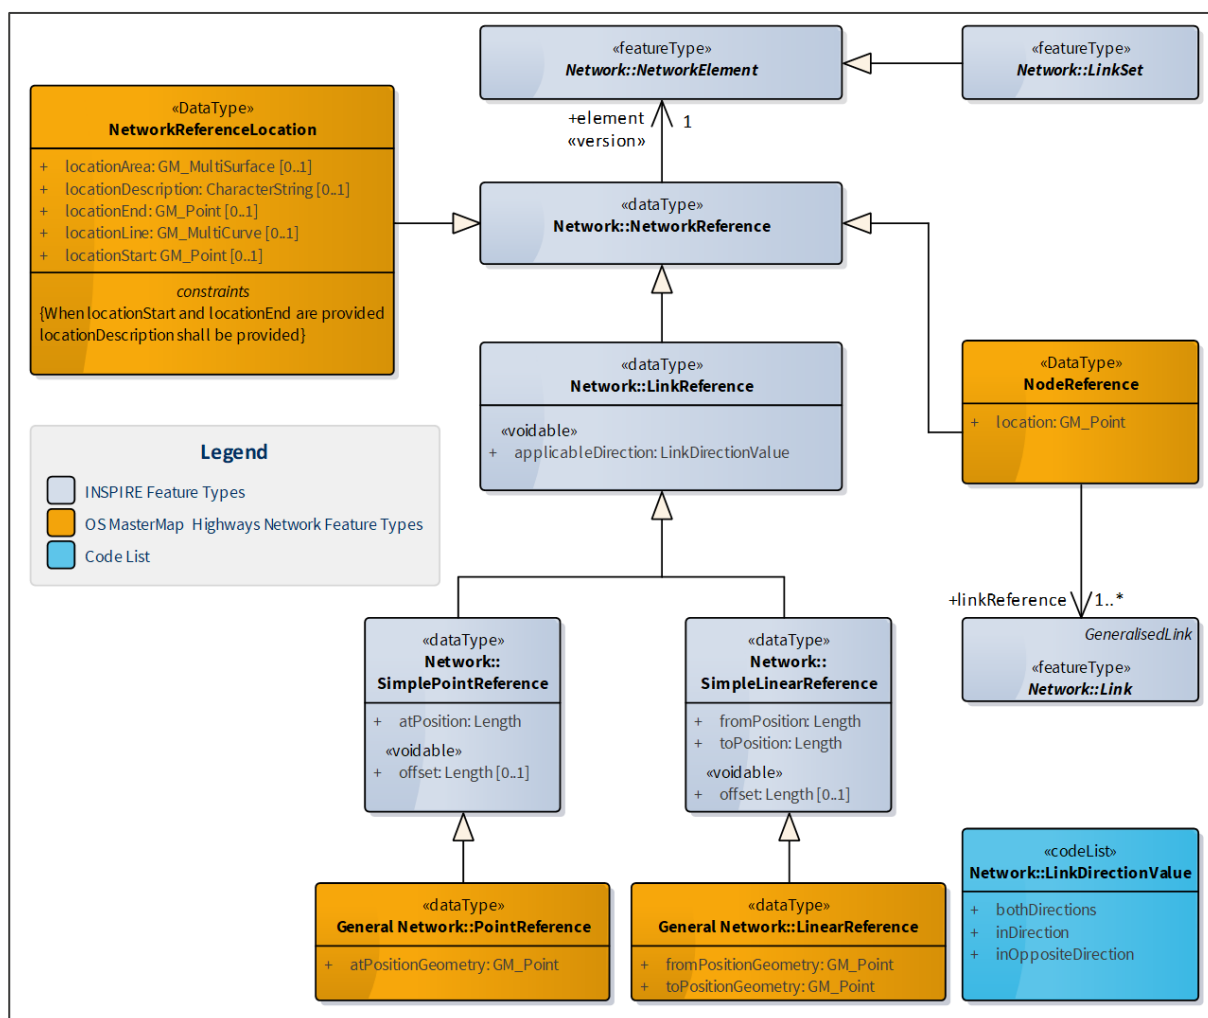 «featureType»
Network::NetworkElement
«featureType»
Network::LinkSet
+element
«version»
1
«DataType»
NetworkReferenceLocation
+ locationArea: GM_MultiSurface [0..1]
+ locationDescription: CharacterString [0..1]
+ locationEnd: GM_Point [0..1]
+ locationLine: GM_MultiCurve [0..1]
+ locationStart: GM_Point [0..1]
constraints
{When locationStart and locationEnd are provided
locationDescription shall be provided}
«dataType»
Network::NetworkReference
«dataType»
Network::LinkReference
«voidable»
+ applicableDirection: LinkDirectionValue
«DataType»
NodeReference
+ location: GM_Point
Legend
INSPIRE Feature Types
OS MasterMap Highways Network Feature Types
Code List
+linkReference
1..*
GeneralisedLink
«featureType»
Network::Link
«dataType»
Network::
SimplePointReference
+ atPosition: Length
«voidable»
+ offset: Length [0..1]
«dataType»
Network::
SimpleLinearReference
+ fromPosition: Length
+ toPosition: Length
«voidable»
+ offset: Length [0..1]
«dataType»
General Network::PointReference
+ atPositionGeometry: GM_Point
«dataType»
General Network::LinearReference
+ fromPositionGeometry: GM_Point
+ toPositionGeometry: GM_Point
«codeList»
Network::LinkDirectionValue
+ bothDirections
+ inDirection
+ inOppositeDirection